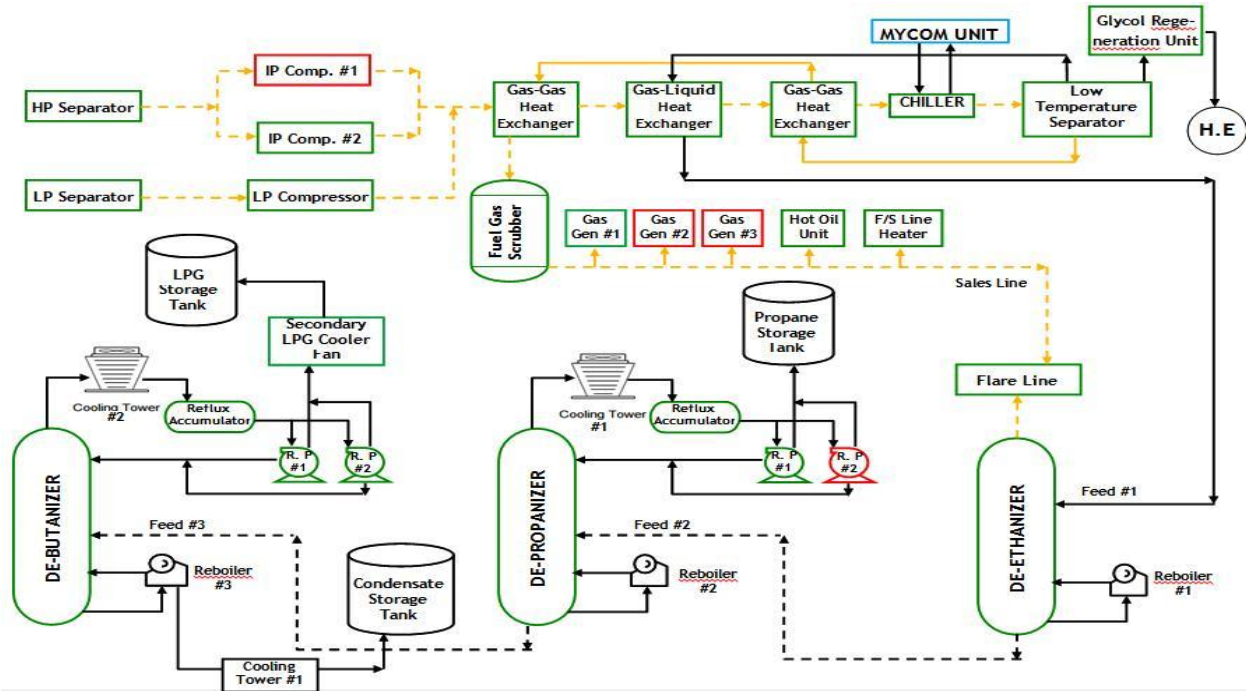 Glycol Rege-
neration Unit
MYCOM UNIT
IP Comp. #1
HP Separator
IP Comp. #2
Gas-Gas
Heat
Exchanger
Gas-Liquid
Heat
Exchanger
Gas-Gas
Heat
Exchanger
CHILLER
Low
Temperature
Separator
H.E
LP Separator
LP Compressor
Fuel Gas
Scrubber
Gas
Gen #1
Gas
Gen #2
Gas
Gen #3
Hot Oil
Unit
F/S Line
Heater
Sales Line
LPG
Storage
Tank
Secondary
LPG Cooler
Fan
Propane
Storage
Tank
Flare Line
Cooling Tower
#2
Reflux
Accumulator
R. P
#1
R. P
#2
Cooling Tower
#1
Reflux
Accumulator
R. P
#1
R. P
#2
DE-BUTANIZER
Feed #3
Reboiler
#3
Condensate
Storage
Tank
Cooling
Tower #1
DE-PROPANIZER
Feed #2
Reboiler
#2
DE-ETHANIZER
Feed #1
Reboiler
#1